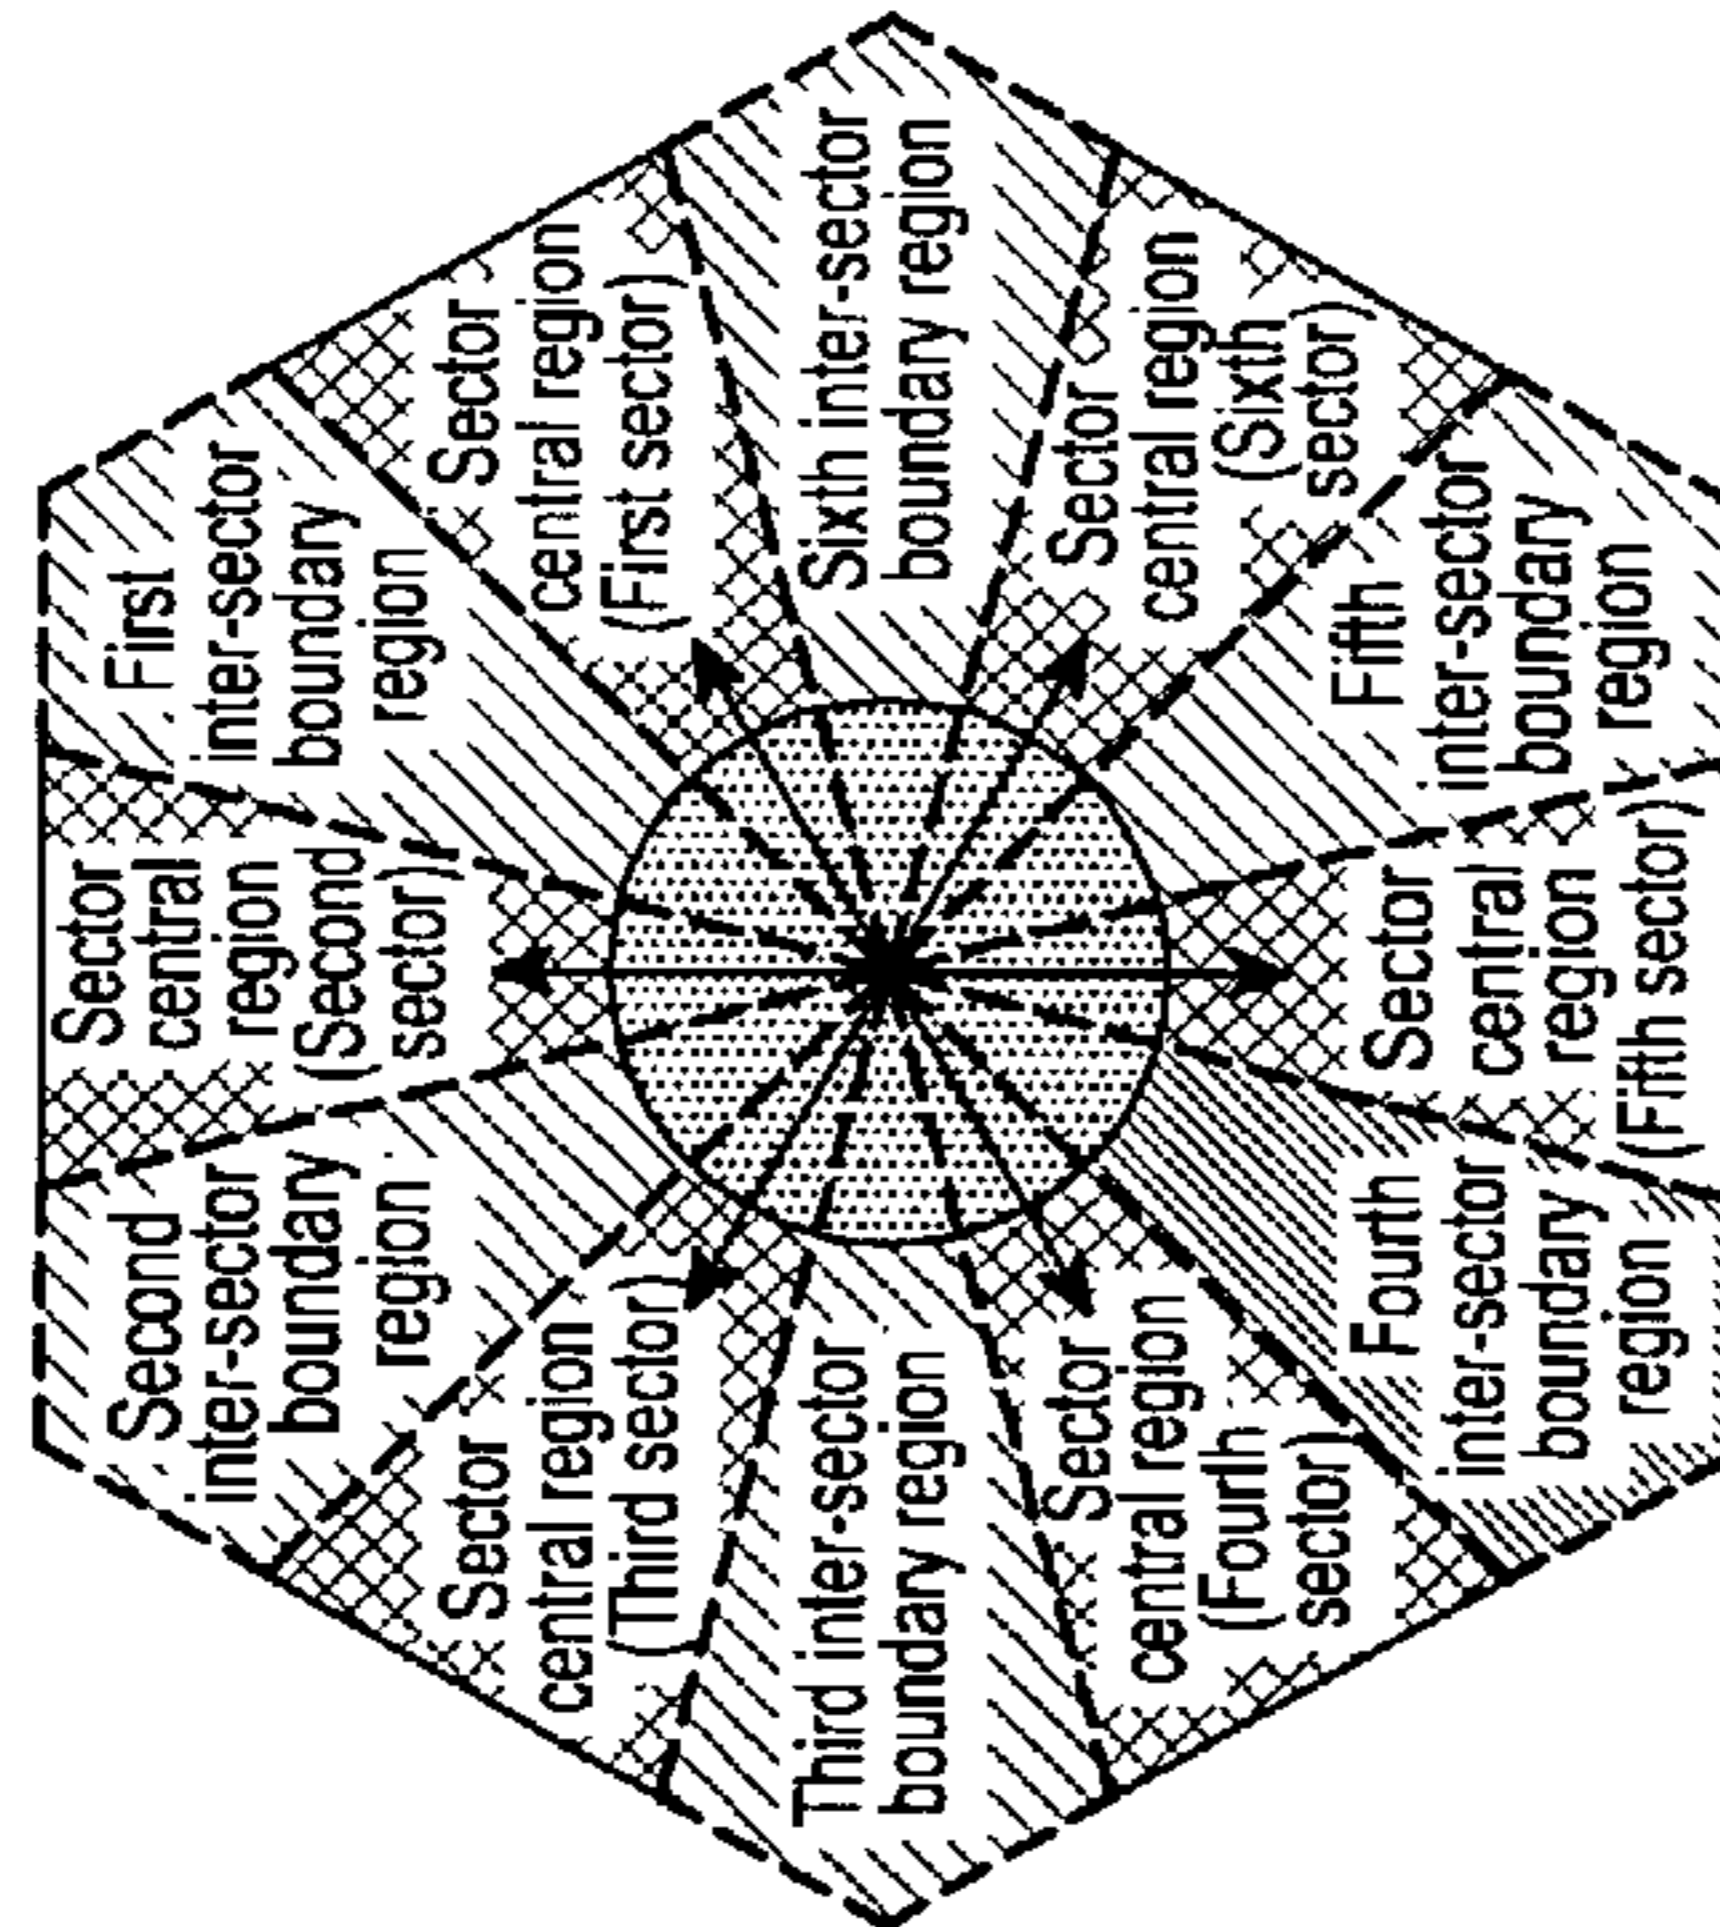 Second
inter-sector
boundary
region
Sector
central
region
(Second
sector)
First
inter-sector
boundary
region
Sector
central region
(Third sector)
Sector
central region
(First sector)
Third inter-sector
boundary region
Sixth inter-sector
boundary region
Sector
central region
(Fourth
sector)
Sector
central region
(Sixth
sector)
Fourth
inter-sector
boundary
region
Sector
central
region
(Fifth sector)
Fifth
inter-sector
boundary
region